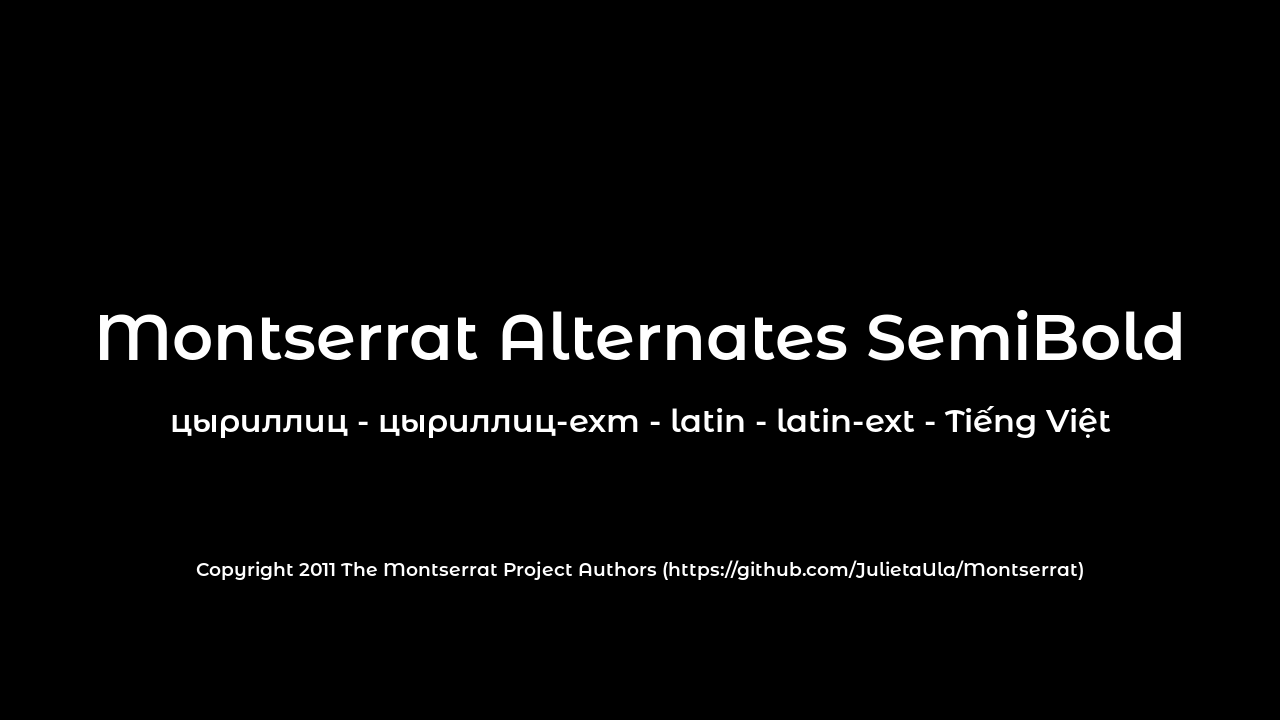 Montserrat Alternates SemiBold
цыриллиц - цыриллиц-ехт - latin - latin-ext - Tiếng Việt
Copyright 2011 The Montserrat Project Authors (https://github.com/JulietaUla/Montserrat)